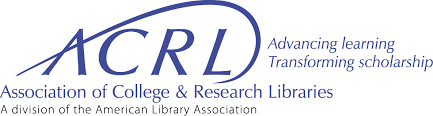 ACRL
Advancing learning
Transforming scholarship
Association of College & Research Libraries
A division of the American Library Association